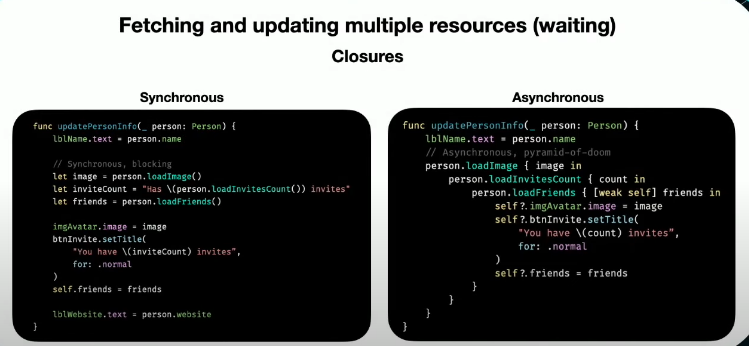 Fetching and updating multiple resources (waiting)
Closures
Synchronous
func updatePersonInfo(_ person: Person) {
lblName.text = person.name
// Synchronous, blocking
let image = person.loadImage()
let inviteCount = "Has \(person.loadInvitesCount()) invites"
let friends = person.loadFriends()
imgAvatar.image = image
btnInvite.setTitle(
"You have \(inviteCount) invites",
for: .normal
)
self.friends = friends
lblWebsite.text = person.website
}
Asynchronous
func updatePersonInfo(_ person: Person) {
lblName.text = person.name
// Asynchronous, pyramid-of-doom
person.loadImage { image in
person.loadInvitesCount { count in
person.loadFriends { [weak self] friends in
self?.imgAvatar.image = image
self?.btnInvite.setTitle(
"You have \(count) invites",
for: .normal
)
self?.friends = friends
}
}
}
}